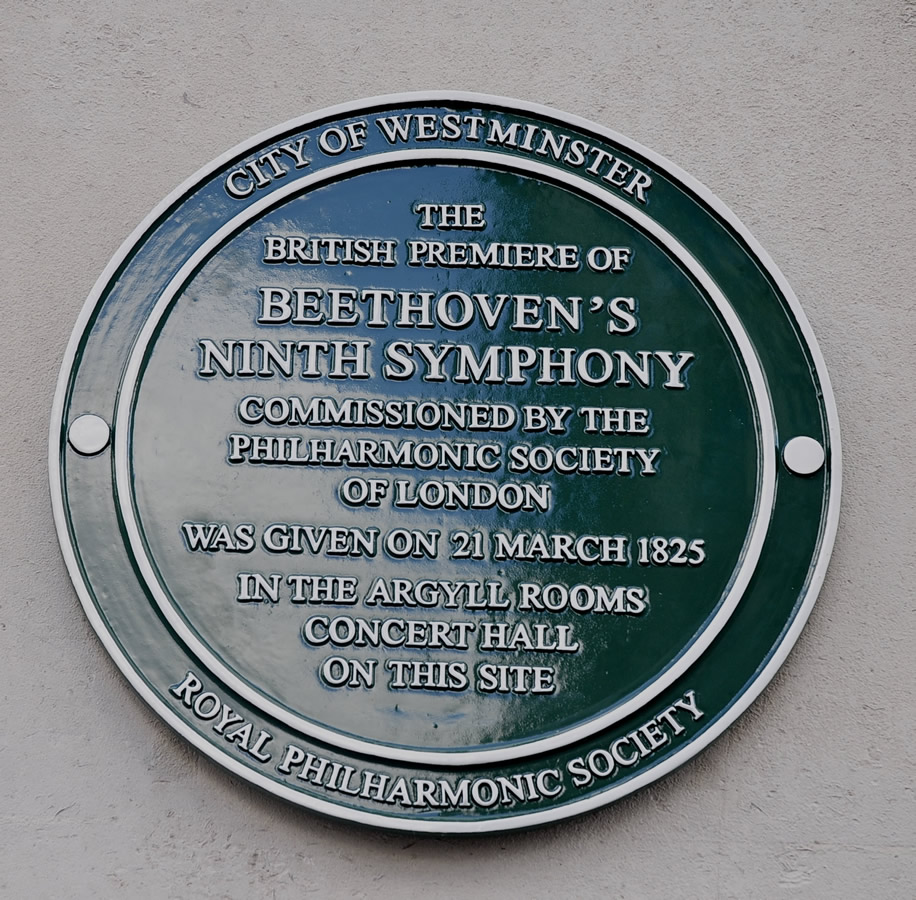 CITY OF WESTMINSTER
THE
BRITISH PREMIERE OF
BEETHOVEN'S
NINTH SYMPHONY
COMMISSIONED BY THE
PHILHARMONIC SOCIETY
OF LONDON
WAS GIVEN ON 21 MARCH 1825
IN THE ARGYLL ROOMS
CONCERT HALL
ON THIS SITE
ROYAL PHILHARMONIC SOCIETY